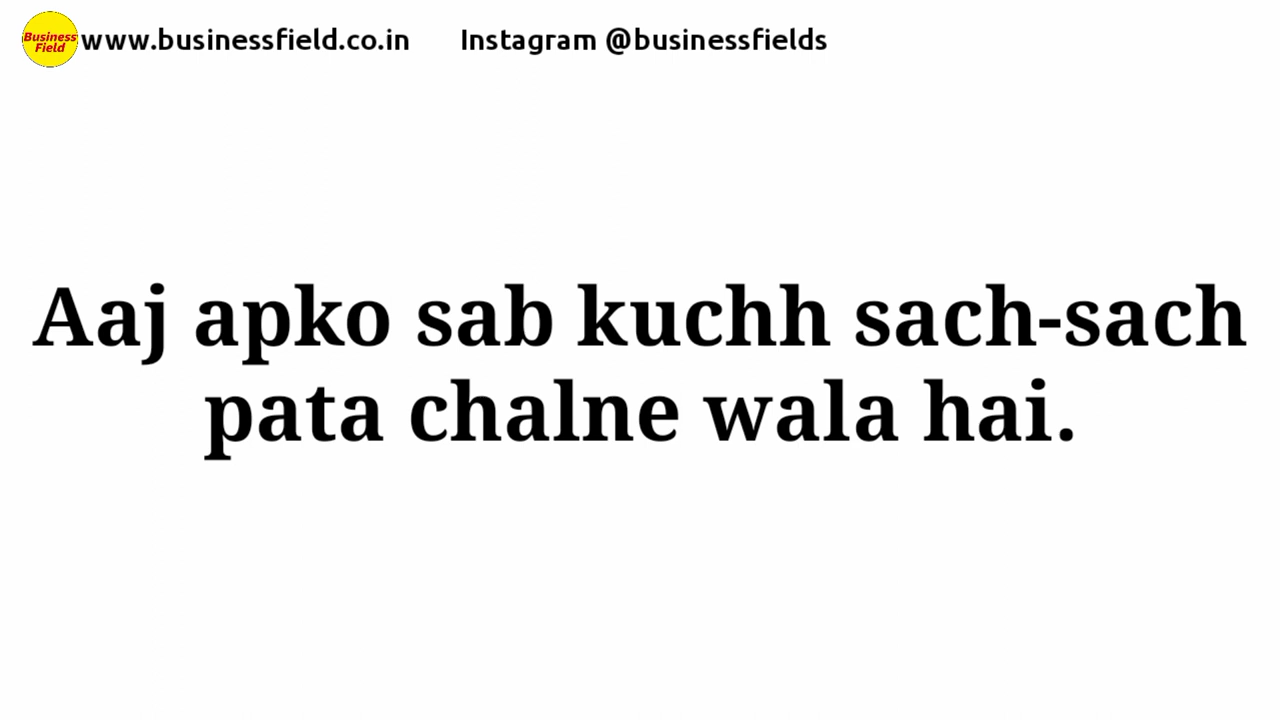 Business
Field
www.businessfield.co.in Instagram @businessfields
Aaj apko sab kuchh sach-sach
pata chalne wala hai.